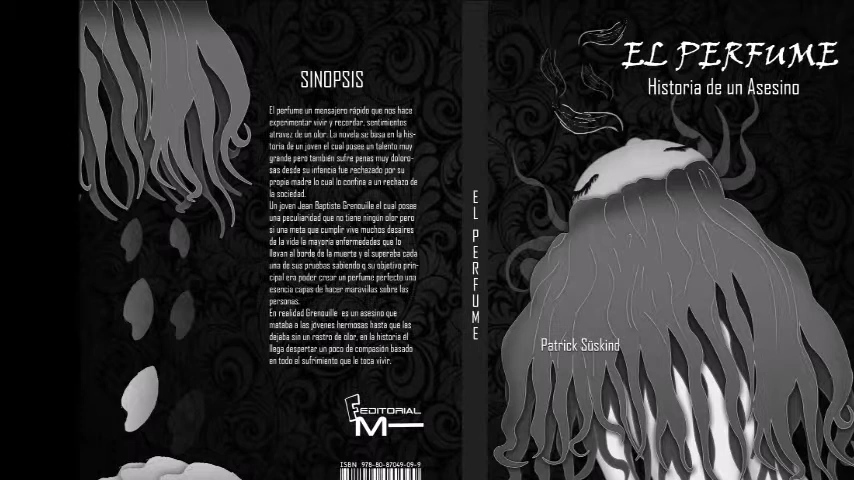 SINOPSIS
El perfume un mensajero rápido que nos hace
experimentar vivir y recordar, sentimientos
atravez de un olor. La novela se basa en la his-
toria de un joven el cual posee un talento muy
grande pero también sufre penas muy doloro-
sas desde su infancia fue rechazado por su
propia madre lo cual lo confina a un rechazo de
la sociedad.
Un joven Jean Baptiste Grenouille el cual posee
una peculiaridad que no tiene ningún olor pero
si una meta que cumplir vive muchos desaires
de la vida la mayoria enfermedades que lo
llevan al borde de la muerte y el superaba cada
una de sus pruebas sabiendo q su objetivo prin-
cipal era poder crear un perfume perfecto una
esencia capas de hacer maravillas sobre las
personas.
En realidad Grenouille es un asesino que
mataba a las jóvenes hermosas hasta que las
dejaba sin un rastro de olor, en la historia el
llega despertar un poco de compasión basado
en todo el sufrimiento que le toca vivir.
EDITORIAL
M
ISBN 978-80-87049-09-9
EL PERFUME
EL PERFUME
Historia de un Asesino
Patrick Süskind